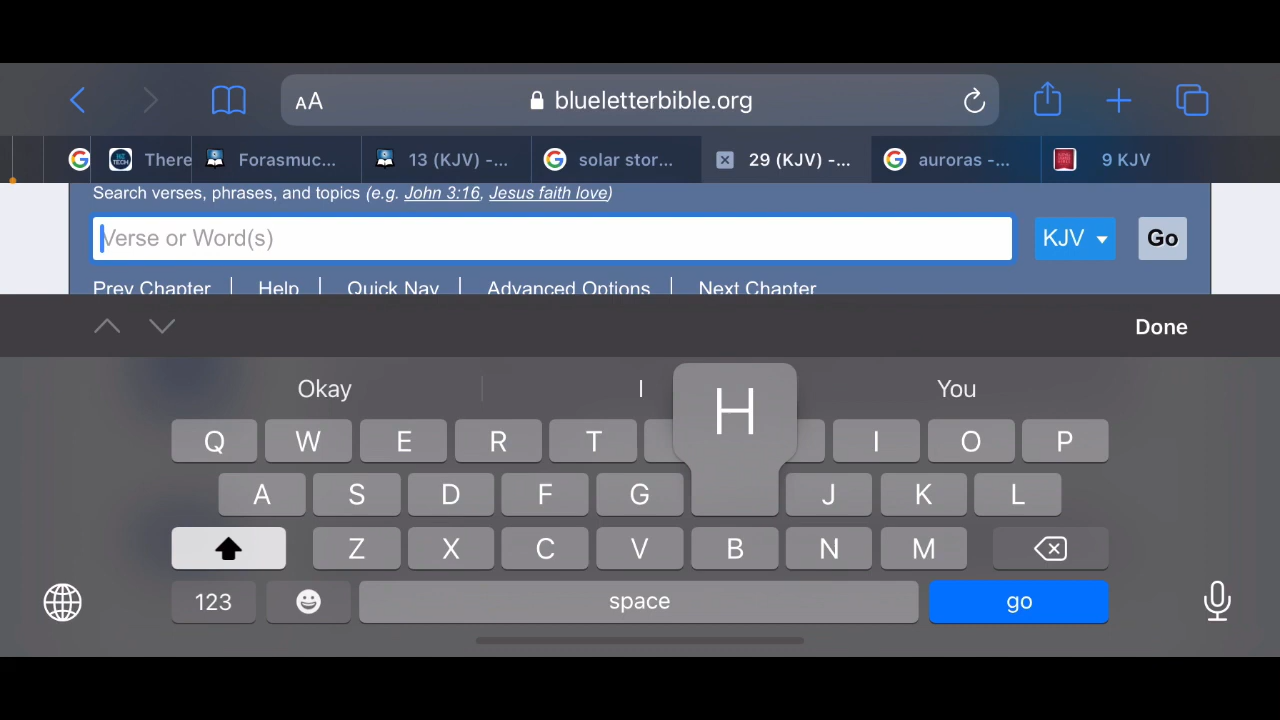 AA blueletterbible.org
There Forasmuc... 13 (KJV) -... solar stor... 29 (KJV) -... auroras -... 9 KJV
Search verses, phrases, and topics (e.g. John 3:16, Jesus faith love)
Verse or Word(s) KJV Go
Prev Chapter | Help | Quick Nav | Advanced Options | Next Chapter
Done
Okay I You
H
Q W E R T I O P
A S D F G J K L
Z X C V B N M
123 space go